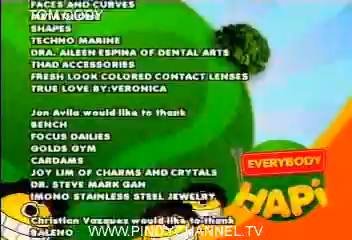 FACES AND CURVES
SHAPES
TECHNO MARINE
DRA. AILEEN ESPINA OF DENTAL ARTS
THAD ACCESSORIES
FRESH LOOK COLORED CONTACT LENSES
TRUE LOVE BY:VERONICA
Jon Avila would like to thank
BENCH
FOCUS DAILIES
GOLDS GYM
CARDAMS
JOY LIM OF CHARMS AND CRYTALS
DR. STEVE MARK GAN
IMONO STAINLESS STEEL JEWELRY
EVERYBODY
HAPi
Christian Vazquez would like to thank
BALENO
WWW.PINOYCHANNEL.TV